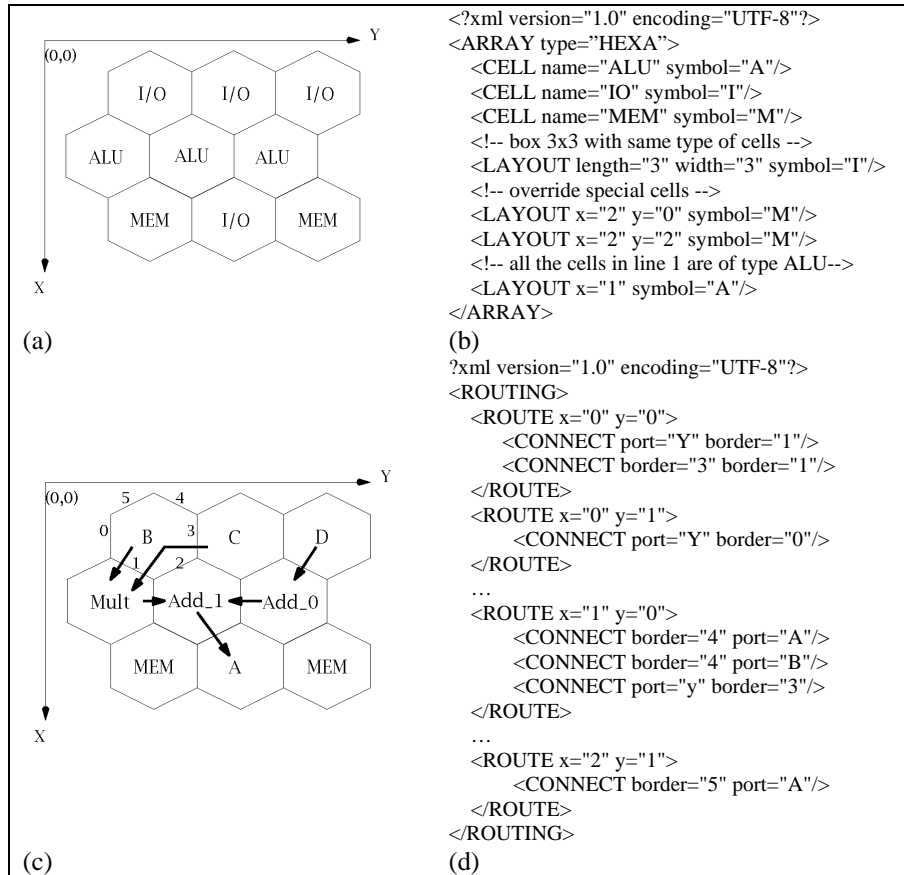 Y
(0,0)
I/O I/O I/O
ALU ALU ALU
MEM I/O MEM
X
(a)
<?xml version="1.0" encoding="UTF-8"?>
<ARRAY type=”HEXA”>
<CELL name="ALU" symbol="A"/>
<CELL name="IO" symbol="I"/>
<CELL name="MEM" symbol="M"/>
<!-- box 3x3 with same type of cells -->
<LAYOUT length="3" width="3" symbol="I"/>
<!-- override special cells -->
<LAYOUT x="2" y="0" symbol="M"/>
<LAYOUT x="2" y="2" symbol="M"/>
<!-- all the cells in line 1 are of type ALU-->
<LAYOUT x="1" symbol="A"/>
</ARRAY>
(b)
Y
(0,0) 5 4
0 B 3 C D
1 2
Mult Add_1 Add_0
MEM A MEM
X
(c)
?xml version="1.0" encoding="UTF-8"?>
<ROUTING>
<ROUTE x="0" y="0">
<CONNECT port="Y" border="1"/>
<CONNECT border="3" border="1"/>
</ROUTE>
<ROUTE x="0" y="1">
<CONNECT port="Y" border="0"/>
</ROUTE>
…
<ROUTE x="1" y="0">
<CONNECT border="4" port="A"/>
<CONNECT border="4" port="B"/>
<CONNECT port="y" border="3"/>
</ROUTE>
…
<ROUTE x="2" y="1">
<CONNECT border="5" port="A"/>
</ROUTE>
</ROUTING>
(d)